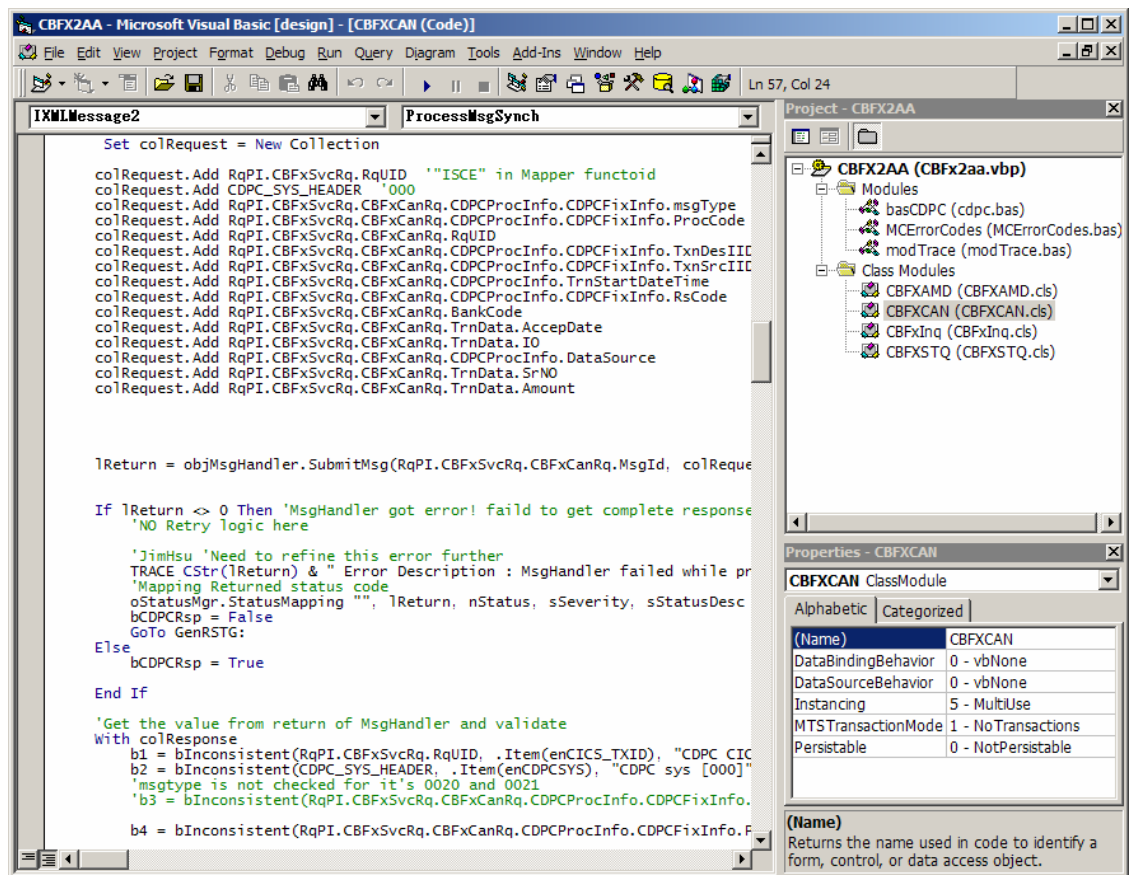 CBFX2AA - Microsoft Visual Basic [design] - [CBFXCAN (Code)]
File Edit View Project Format Debug Run Query Diagram Tools Add-Ins Window Help
Ln 57, Col 24
IXMLMessage2 ProcessMsgSynch
Set colRequest = New Collection
colRequest.Add RqPI.CBFxSvcRq.RqUID '"ISCE" in Mapper functoid
colRequest.Add CDPC_SYS_HEADER '000
colRequest.Add RqPI.CBFxSvcRq.CBFxCanRq.CDPCProcInfo.CDPCFixInfo.msgType
colRequest.Add RqPI.CBFxSvcRq.CBFxCanRq.CDPCProcInfo.CDPCFixInfo.ProcCode
colRequest.Add RqPI.CBFxSvcRq.CBFxCanRq.RqUID
colRequest.Add RqPI.CBFxSvcRq.CBFxCanRq.CDPCProcInfo.CDPCFixInfo.TxnDesIID
colRequest.Add RqPI.CBFxSvcRq.CBFxCanRq.CDPCProcInfo.CDPCFixInfo.TxnSrcIID
colRequest.Add RqPI.CBFxSvcRq.CBFxCanRq.CDPCProcInfo.TrnStartDateTime
colRequest.Add RqPI.CBFxSvcRq.CBFxCanRq.CDPCProcInfo.CDPCFixInfo.RsCode
colRequest.Add RqPI.CBFxSvcRq.CBFxCanRq.BankCode
colRequest.Add RqPI.CBFxSvcRq.CBFxCanRq.TrnData.AccepDate
colRequest.Add RqPI.CBFxSvcRq.CBFxCanRq.TrnData.IO
colRequest.Add RqPI.CBFxSvcRq.CBFxCanRq.CDPCProcInfo.DataSource
colRequest.Add RqPI.CBFxSvcRq.CBFxCanRq.TrnData.SrNO
colRequest.Add RqPI.CBFxSvcRq.CBFxCanRq.TrnData.Amount
lReturn = objMsgHandler.SubmitMsg(RqPI.CBFxSvcRq.CBFxCanRq.MsgId, colReque
If lReturn <> 0 Then 'MsgHandler got error! faild to get complete response
'NO Retry logic here
'JimHsu 'Need to refine this error further
TRACE CStr(lReturn) & " Error Description : MsgHandler failed while pr
'Mapping Returned status code
oStatusMgr.StatusMapping "", lReturn, nStatus, sSeverity, sStatusDesc
bCDPCRsp = False
GoTo GenRSTG:
Else
bCDPCRsp = True
End If
'Get the value from return of MsgHandler and validate
With colResponse
b1 = bInconsistent(RqPI.CBFxSvcRq.RqUID, .Item(enCICS_TXID), "CDPC CIC
b2 = bInconsistent(CDPC_SYS_HEADER, .Item(enCDPCSYS), "CDPC sys [000]"
'msgtype is not checked for it's 0020 and 0021
'b3 = bInconsistent(RqPI.CBFxSvcRq.CBFxCanRq.CDPCProcInfo.CDPCFixInfo.
b4 = bInconsistent(RqPI.CBFxSvcRq.CBFxCanRq.CDPCProcInfo.CDPCFixInfo.P
Project - CBFX2AA
CBFX2AA (CBFx2aa.vbp)
Modules
basCDPC (cdpc.bas)
MCErrorCodes (MCErrorCodes.bas)
modTrace (modTrace.bas)
Class Modules
CBFXAMD (CBFXAMD.cls)
CBFXCAN (CBFXCAN.cls)
CBFxInq (CBFxInq.cls)
CBFXSTQ (CBFXSTQ.cls)
Properties - CBFXCAN
CBFXCAN ClassModule
Alphabetic Categorized
(Name) CBFXCAN
DataBindingBehavior 0 - vbNone
DataSourceBehavior 0 - vbNone
Instancing 5 - MultiUse
MTSTransactionMode 1 - NoTransactions
Persistable 0 - NotPersistable
(Name)
Returns the name used in code to identify a
form, control, or data access object.